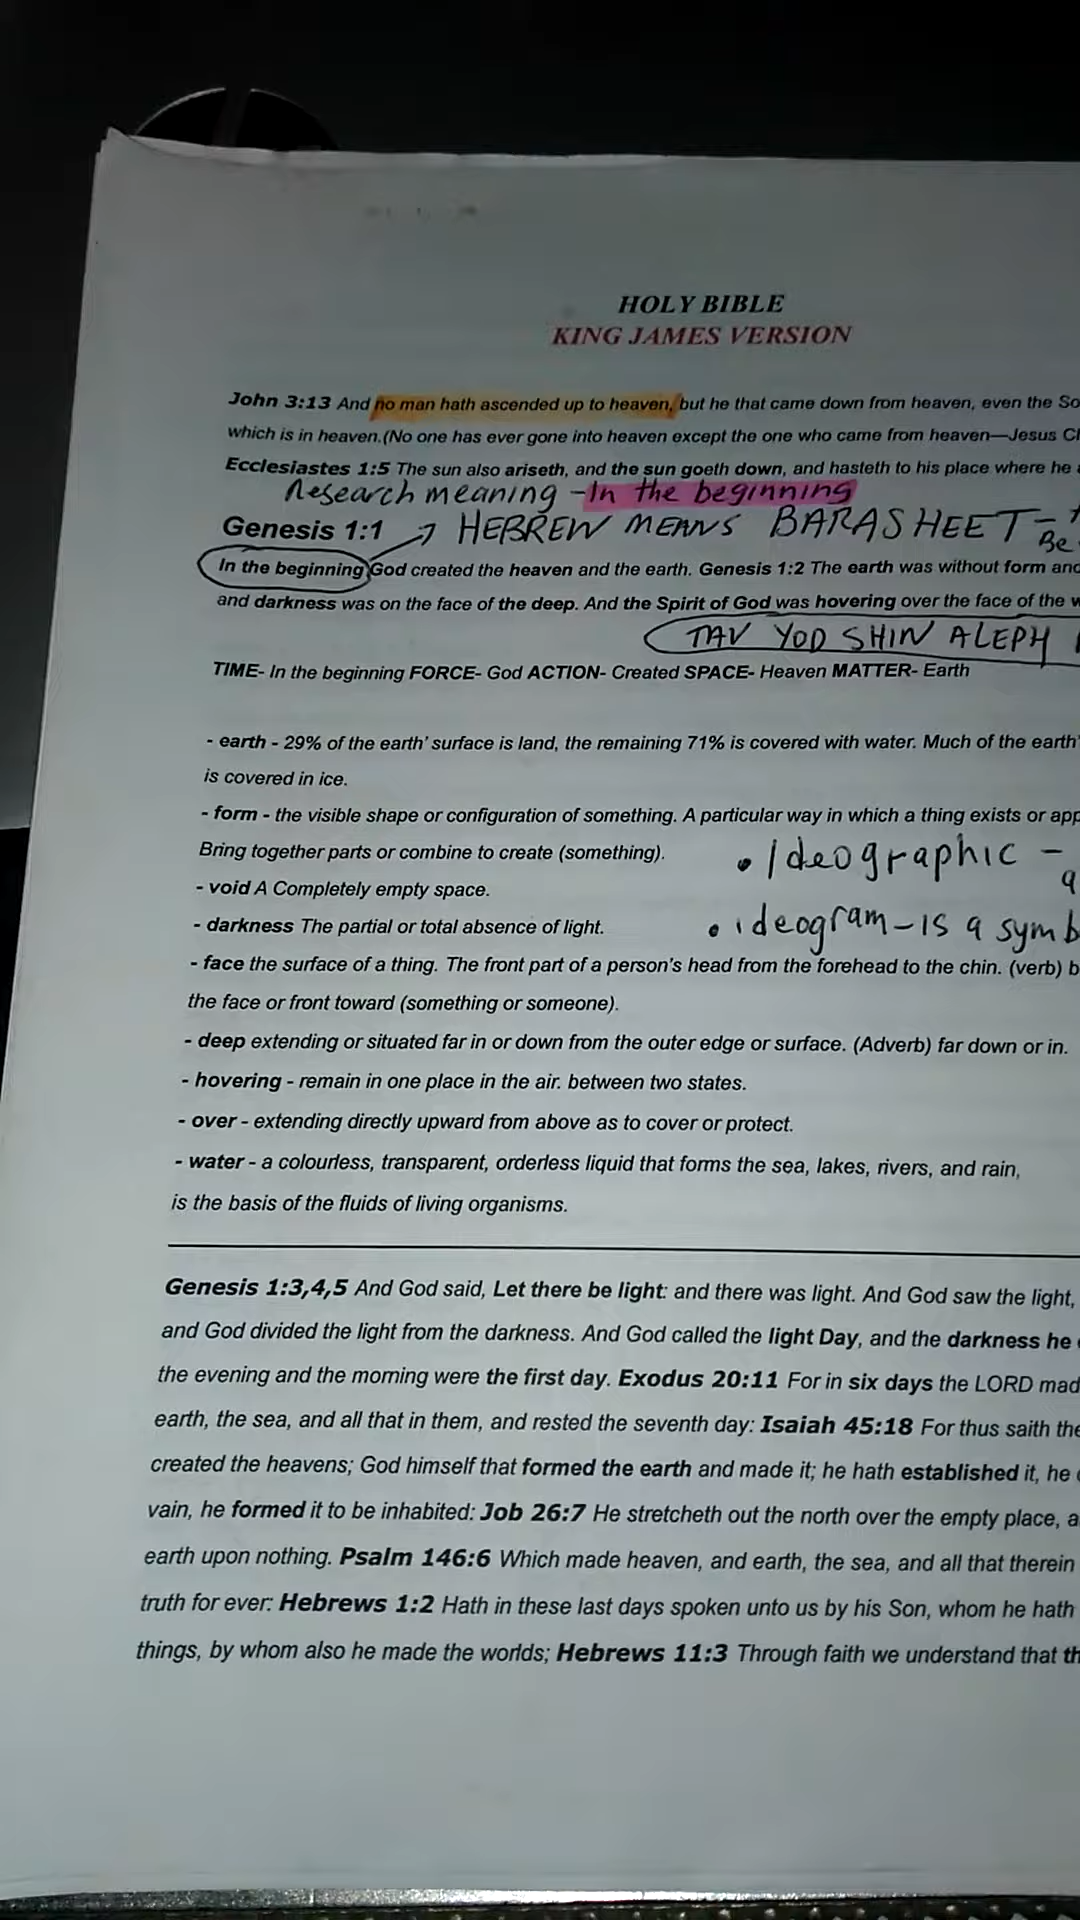 HOLY BIBLE
KING JAMES VERSION
John 3:13 And no man hath ascended up to heaven, but he that came down from heaven, even the So
which is in heaven.(No one has ever gone into heaven except the one who came from heaven—Jesus Ch
Ecclesiastes 1:5 The sun also ariseth, and the sun goeth down, and hasteth to his place where he a
Research meaning - In the beginning
Genesis 1:1 → HEBREW MEANS BARASHEET -
Be
In the beginning God created the heaven and the earth. Genesis 1:2 The earth was without form and
and darkness was on the face of the deep. And the Spirit of God was hovering over the face of the w
TAV YOD SHIN ALEPH
TIME- In the beginning FORCE- God ACTION- Created SPACE- Heaven MATTER- Earth
- earth - 29% of the earth' surface is land, the remaining 71% is covered with water. Much of the earth'
is covered in ice.
- form - the visible shape or configuration of something. A particular way in which a thing exists or app
Bring together parts or combine to create (something).
• Ideographic -
a
- void A Completely empty space.
- darkness The partial or total absence of light.
• ideogram - is a symb
- face the surface of a thing. The front part of a person's head from the forehead to the chin. (verb) b
the face or front toward (something or someone).
- deep extending or situated far in or down from the outer edge or surface. (Adverb) far down or in.
- hovering - remain in one place in the air. between two states.
- over - extending directly upward from above as to cover or protect.
- water - a colourless, transparent, orderless liquid that forms the sea, lakes, rivers, and rain,
is the basis of the fluids of living organisms.
Genesis 1:3,4,5 And God said, Let there be light: and there was light. And God saw the light,
and God divided the light from the darkness. And God called the light Day, and the darkness he
the evening and the morning were the first day. Exodus 20:11 For in six days the LORD mad
earth, the sea, and all that in them, and rested the seventh day: Isaiah 45:18 For thus saith the
created the heavens; God himself that formed the earth and made it; he hath established it, he
vain, he formed it to be inhabited: Job 26:7 He stretcheth out the north over the empty place, a
earth upon nothing. Psalm 146:6 Which made heaven, and earth, the sea, and all that therein
truth for ever: Hebrews 1:2 Hath in these last days spoken unto us by his Son, whom he hath
things, by whom also he made the worlds; Hebrews 11:3 Through faith we understand that th